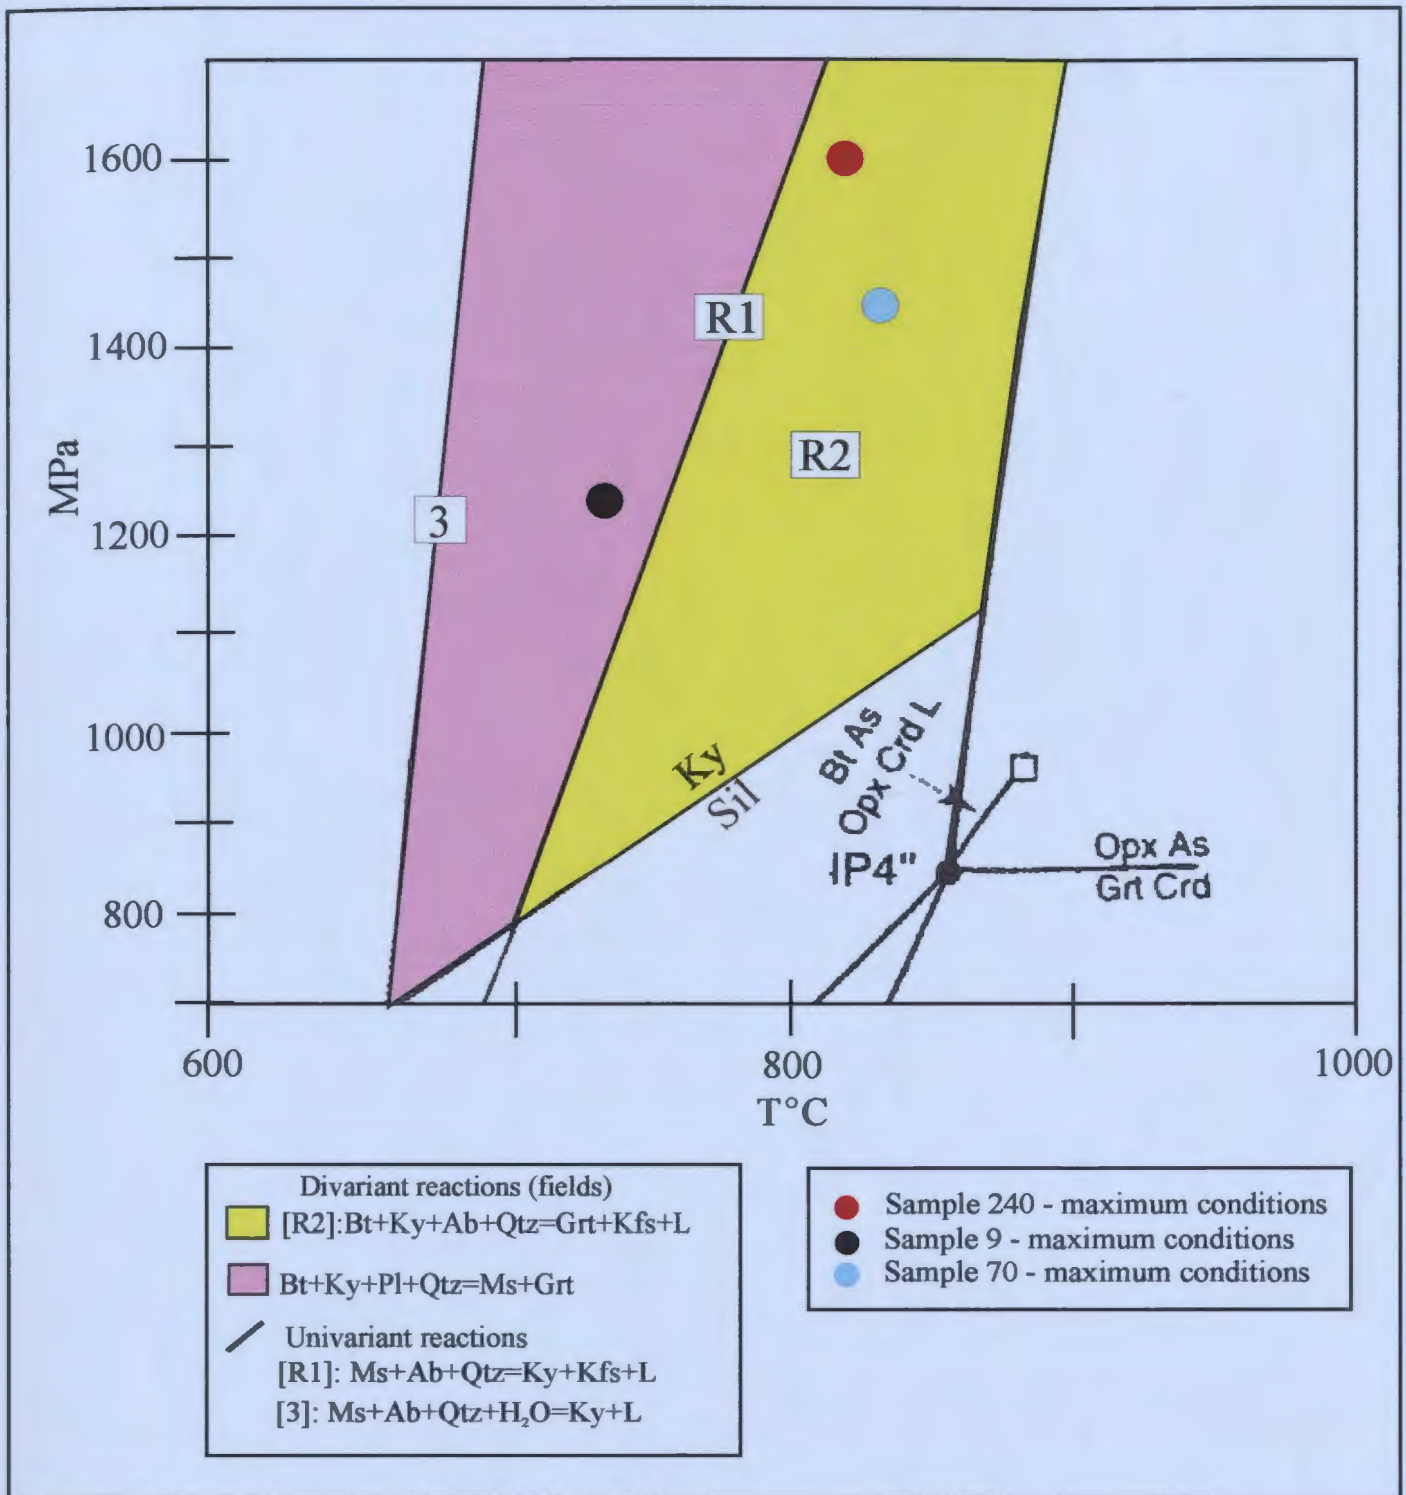 1600
1400
1200
1000
800
MPa
R1
R2
3
Ky
Sil
Bt As
Opx Crd L
IP4"
Opx As
Grt Crd
600
800
1000
T°C
Divariant reactions (fields)
[R2]:Bt+Ky+Ab+Qtz=Grt+Kfs+L
Bt+Ky+Pl+Qtz=Ms+Grt
Univariant reactions
[R1]: Ms+Ab+Qtz=Ky+Kfs+L
[3]: Ms+Ab+Qtz+H₂O=Ky+L
Sample 240 - maximum conditions
Sample 9 - maximum conditions
Sample 70 - maximum conditions